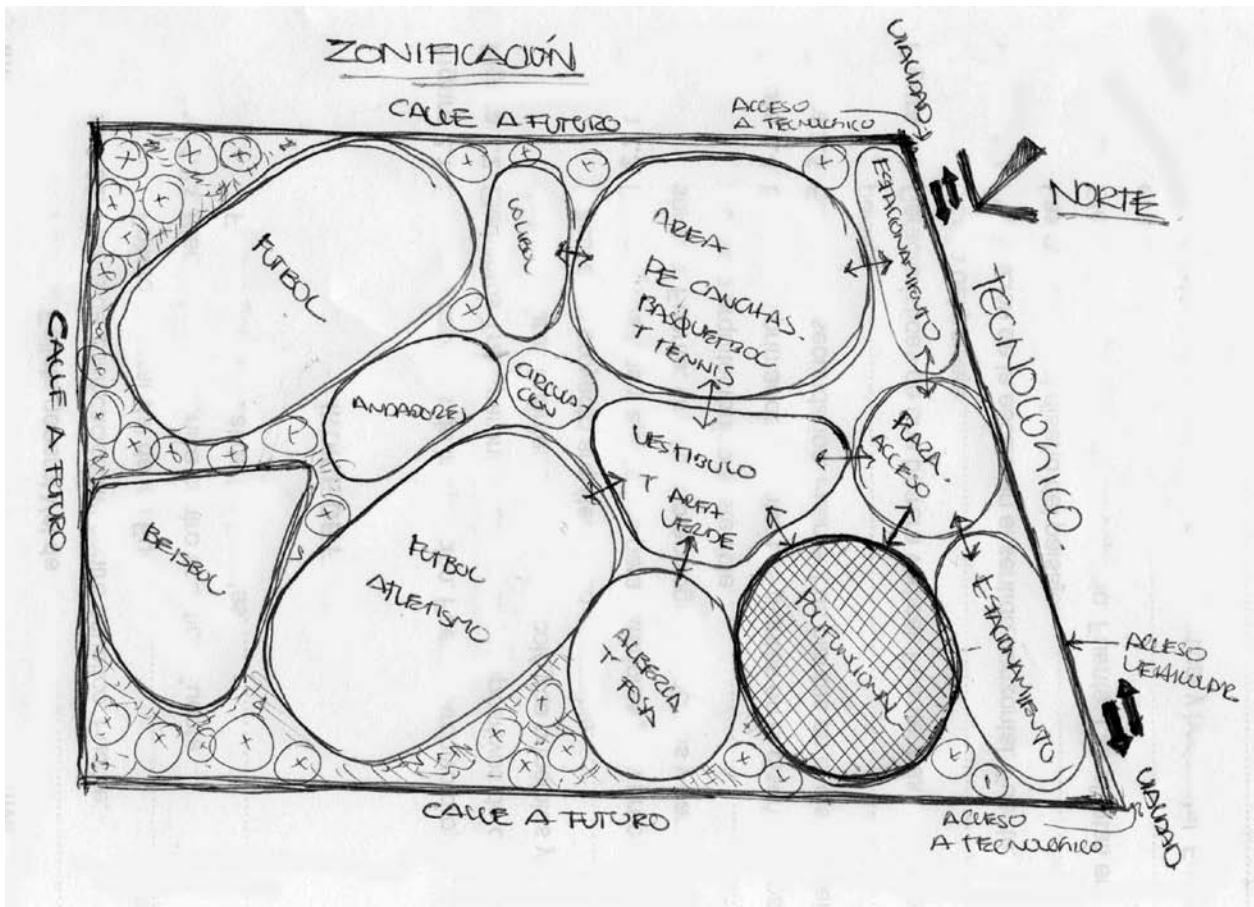 ZONIFICACIÓN
CALLE A FUTURO
ACCESO
A TECNOLOGICO
VIALIDAD
NORTE
TECNOLOGICO.
ESTACIONAMIENTO
FUTBOL
VOLIBOL
AREA
DE CANCHAS.
BASQUETBOL
Y TENNIS
CALLE A FUTURO
ANDADORES
CIRCULA-
CION
VESTIBULO
Y AREA
VERDE
PLAZA.
ACCESO
BEISBOL
FUTBOL
ATLETISMO
ALBERCA
Y
FOSA
POLIFUNCIONAL.
ESTACIONAMIENTO
ACCESO
VEHICULAR
VIALIDAD
CALLE A FUTURO
ACCESO
A TECNOLOGICO